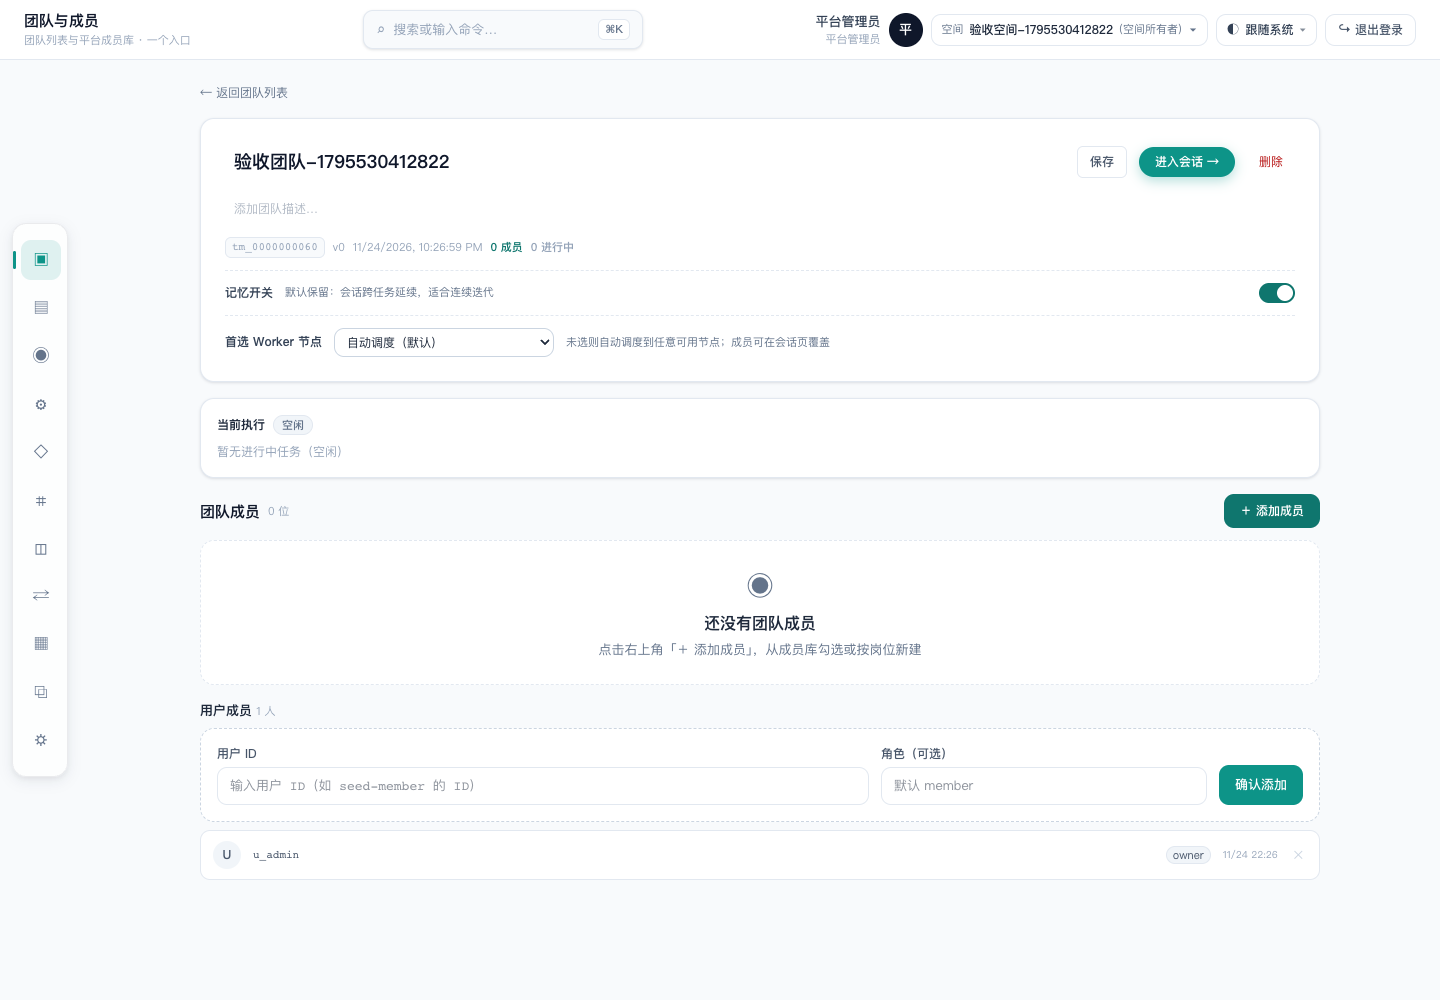 团队与成员
团队列表与平台成员库 · 一个入口
搜索或输入命令... ⌘K
平台管理员
平台管理员
平
空间 验收空间-1795530412822 (空间所有者)
跟随系统
退出登录
← 返回团队列表
验收团队-1795530412822
保存 进入会话 → 删除
添加团队描述...
tm_0000000060 v0 11/24/2026, 10:26:59 PM 0 成员 0 进行中
记忆开关 默认保留：会话跨任务延续，适合连续迭代
首选 Worker 节点 自动调度（默认） 未选则自动调度到任意可用节点；成员可在会话页覆盖
当前执行 空闲
暂无进行中任务（空闲）
团队成员 0 位
＋ 添加成员
还没有团队成员
点击右上角「＋ 添加成员」，从成员库勾选或按岗位新建
用户成员 1 人
用户 ID 角色（可选）
输入用户 ID（如 seed-member 的 ID） 默认 member 确认添加
U u_admin owner 11/24 22:26 ×